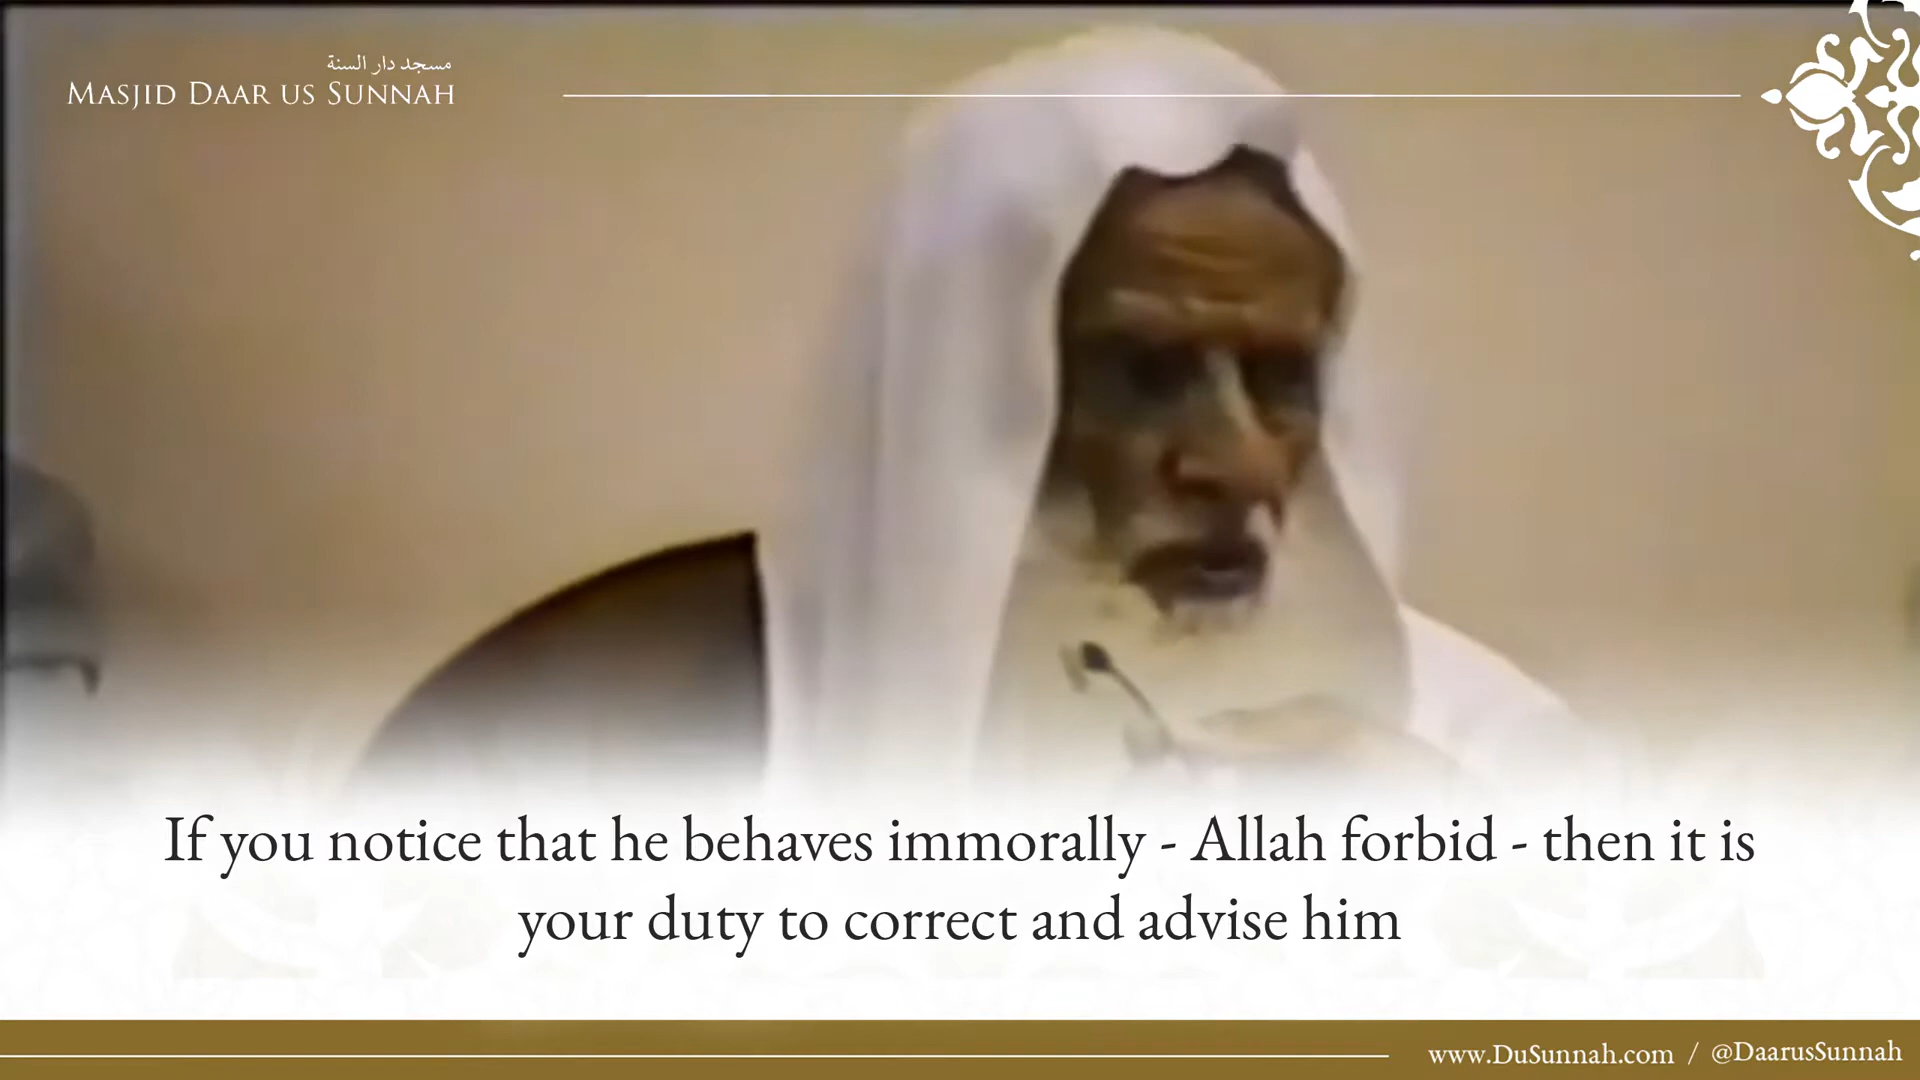 مسجد دار السنة
MASJID DAAR US SUNNAH
If you notice that he behaves immorally - Allah forbid - then it is
your duty to correct and advise him
www.DuSunnah.com / @DaarusSunnah